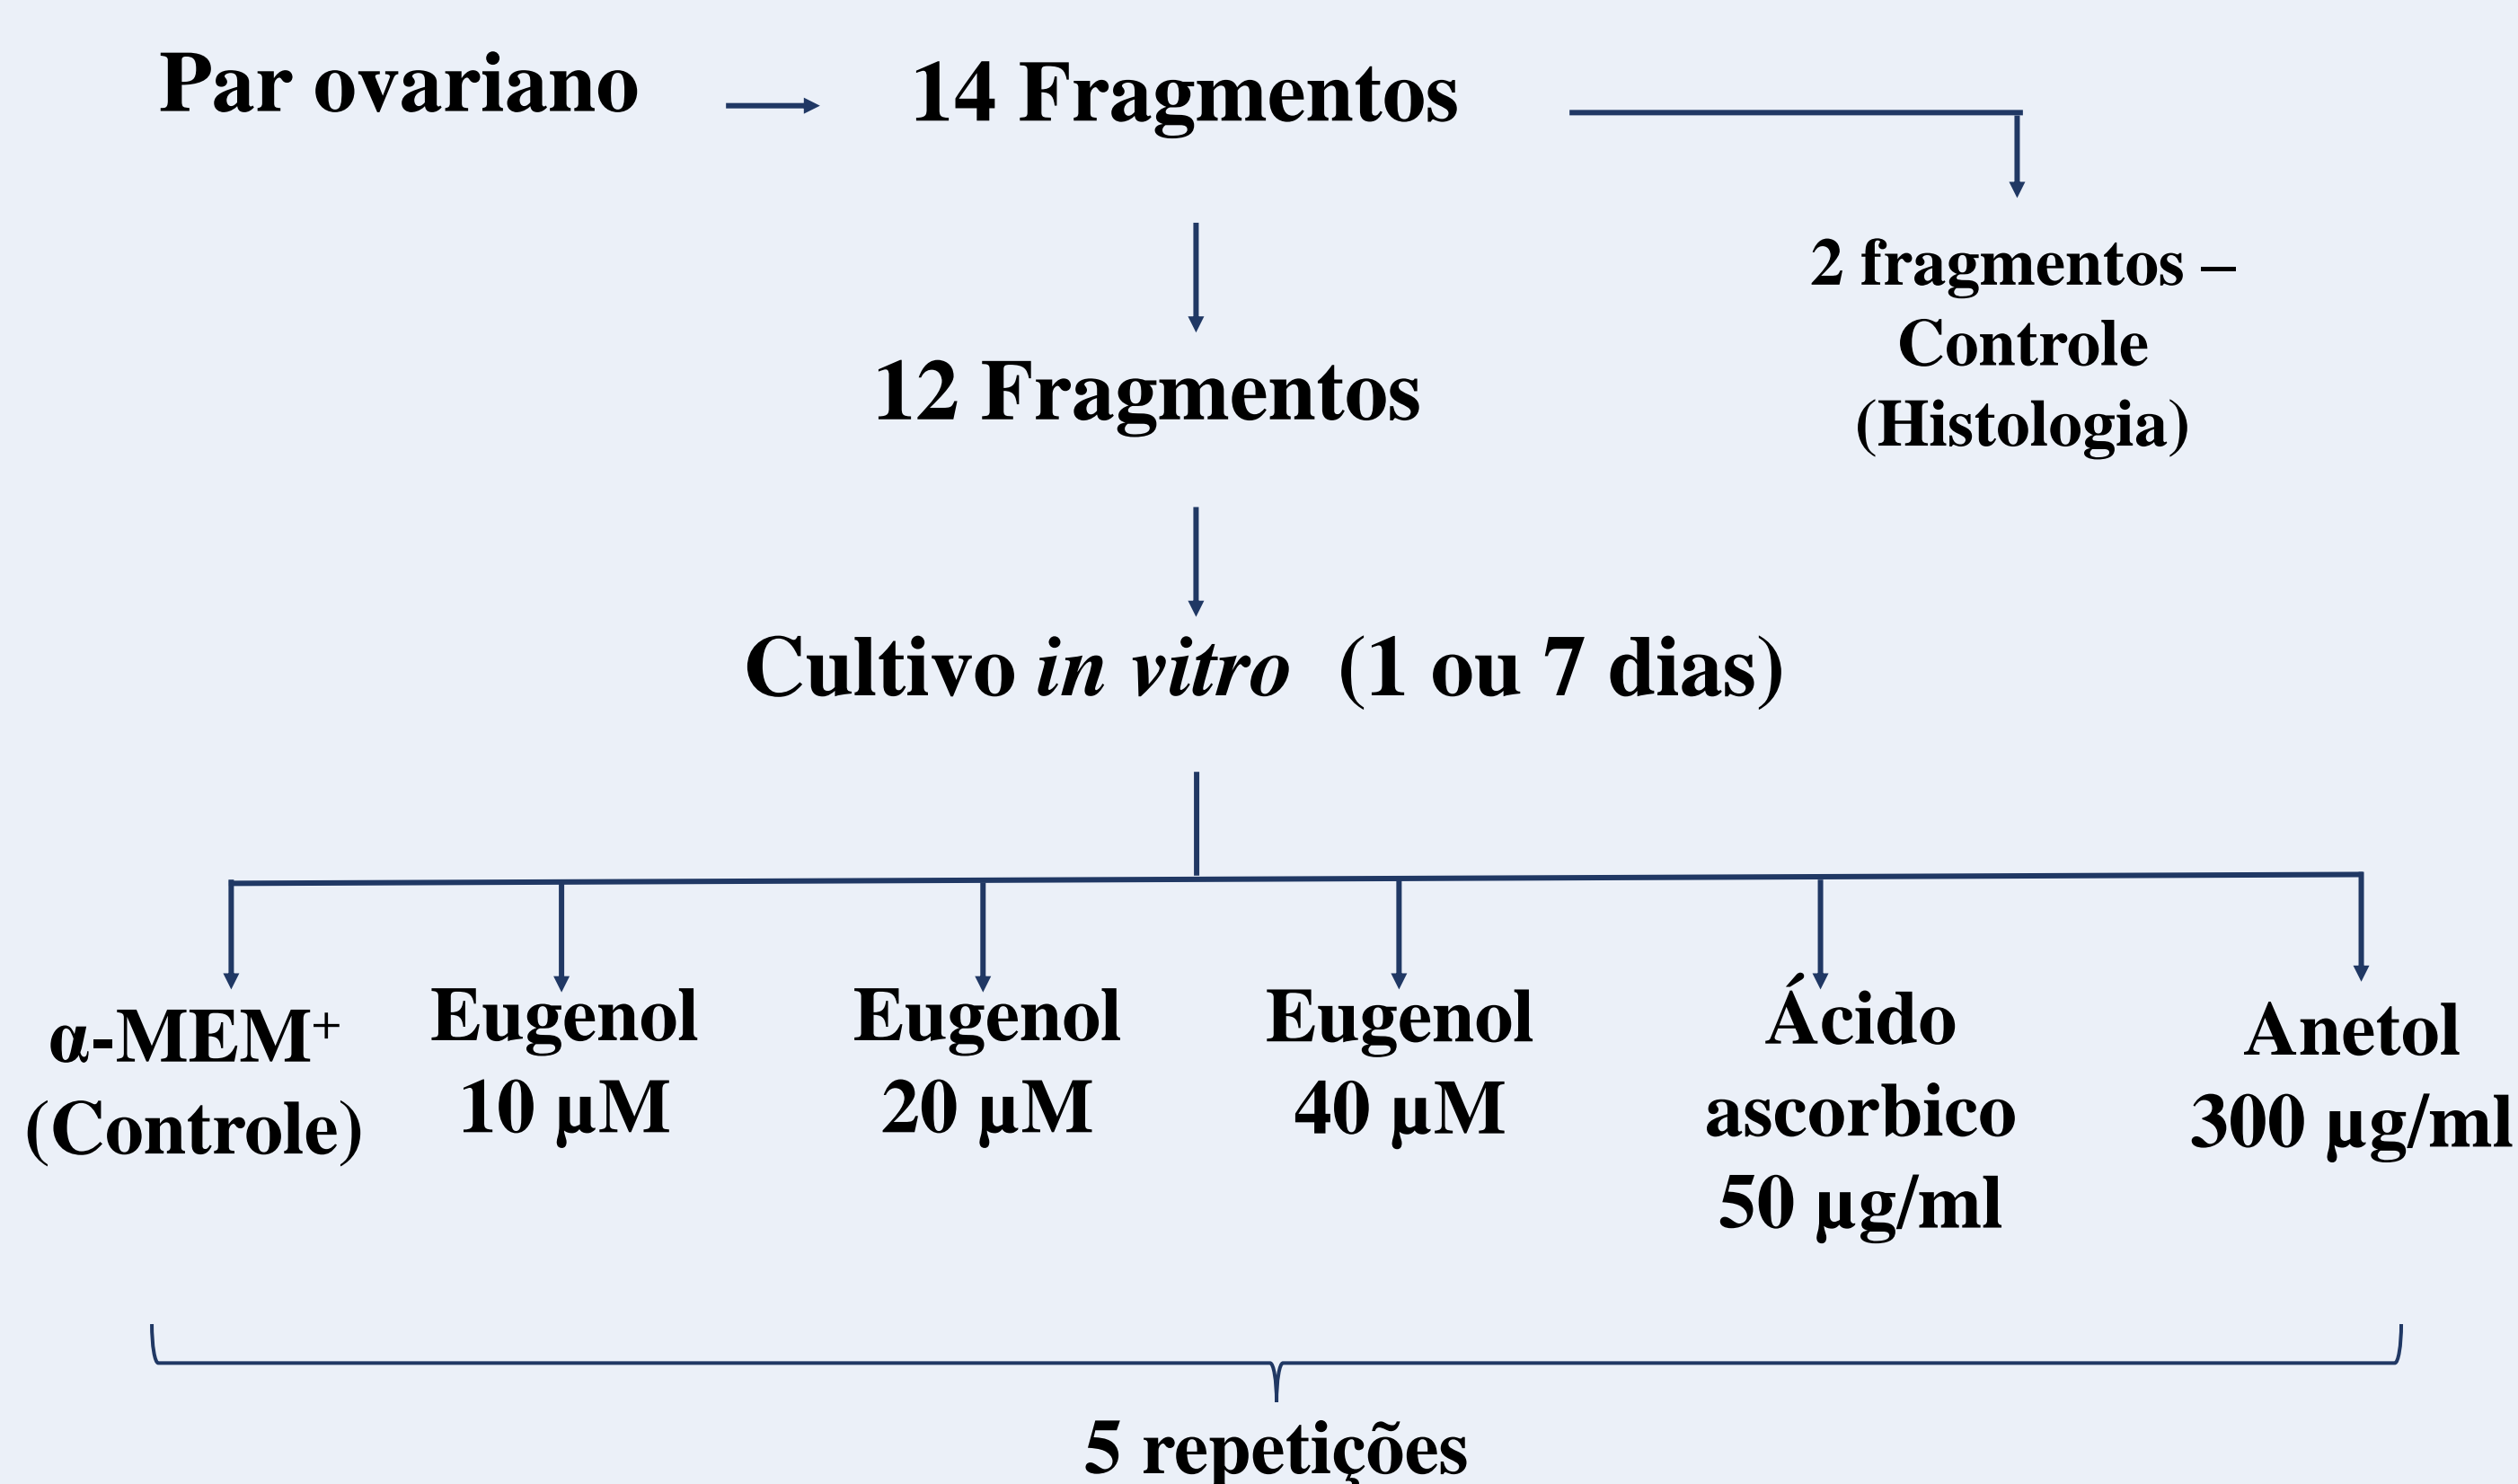 Par ovariano
14 Fragmentos
2 fragmentos –
Controle
(Histologia)
12 Fragmentos
Cultivo in vitro (1 ou 7 dias)
α-MEM⁺
(Controle)
Eugenol
10 µM
Eugenol
20 µM
Eugenol
40 µM
Ácido
ascorbico
50 µg/ml
Anetol
300 µg/ml
5 repetições